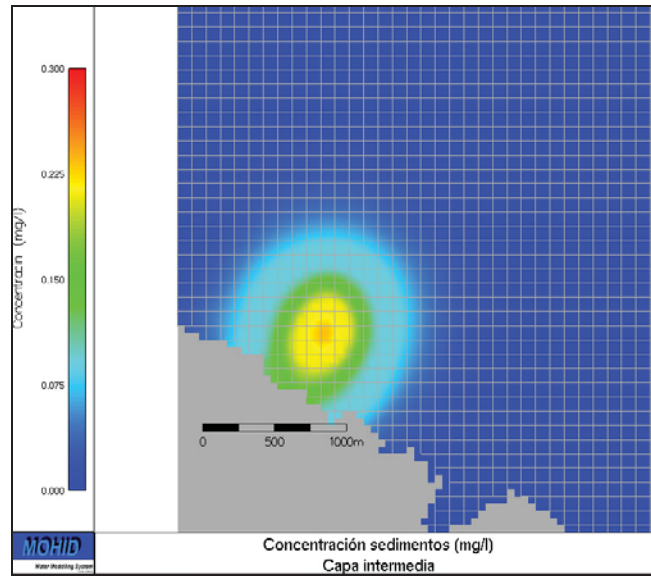 0.300
0.225
0.150
0.075
0.000
Concentracin (mg/l)
0 500 1000m
MOHID
Water Modelling System
Concentración sedimentos (mg/l)
Capa intermedia